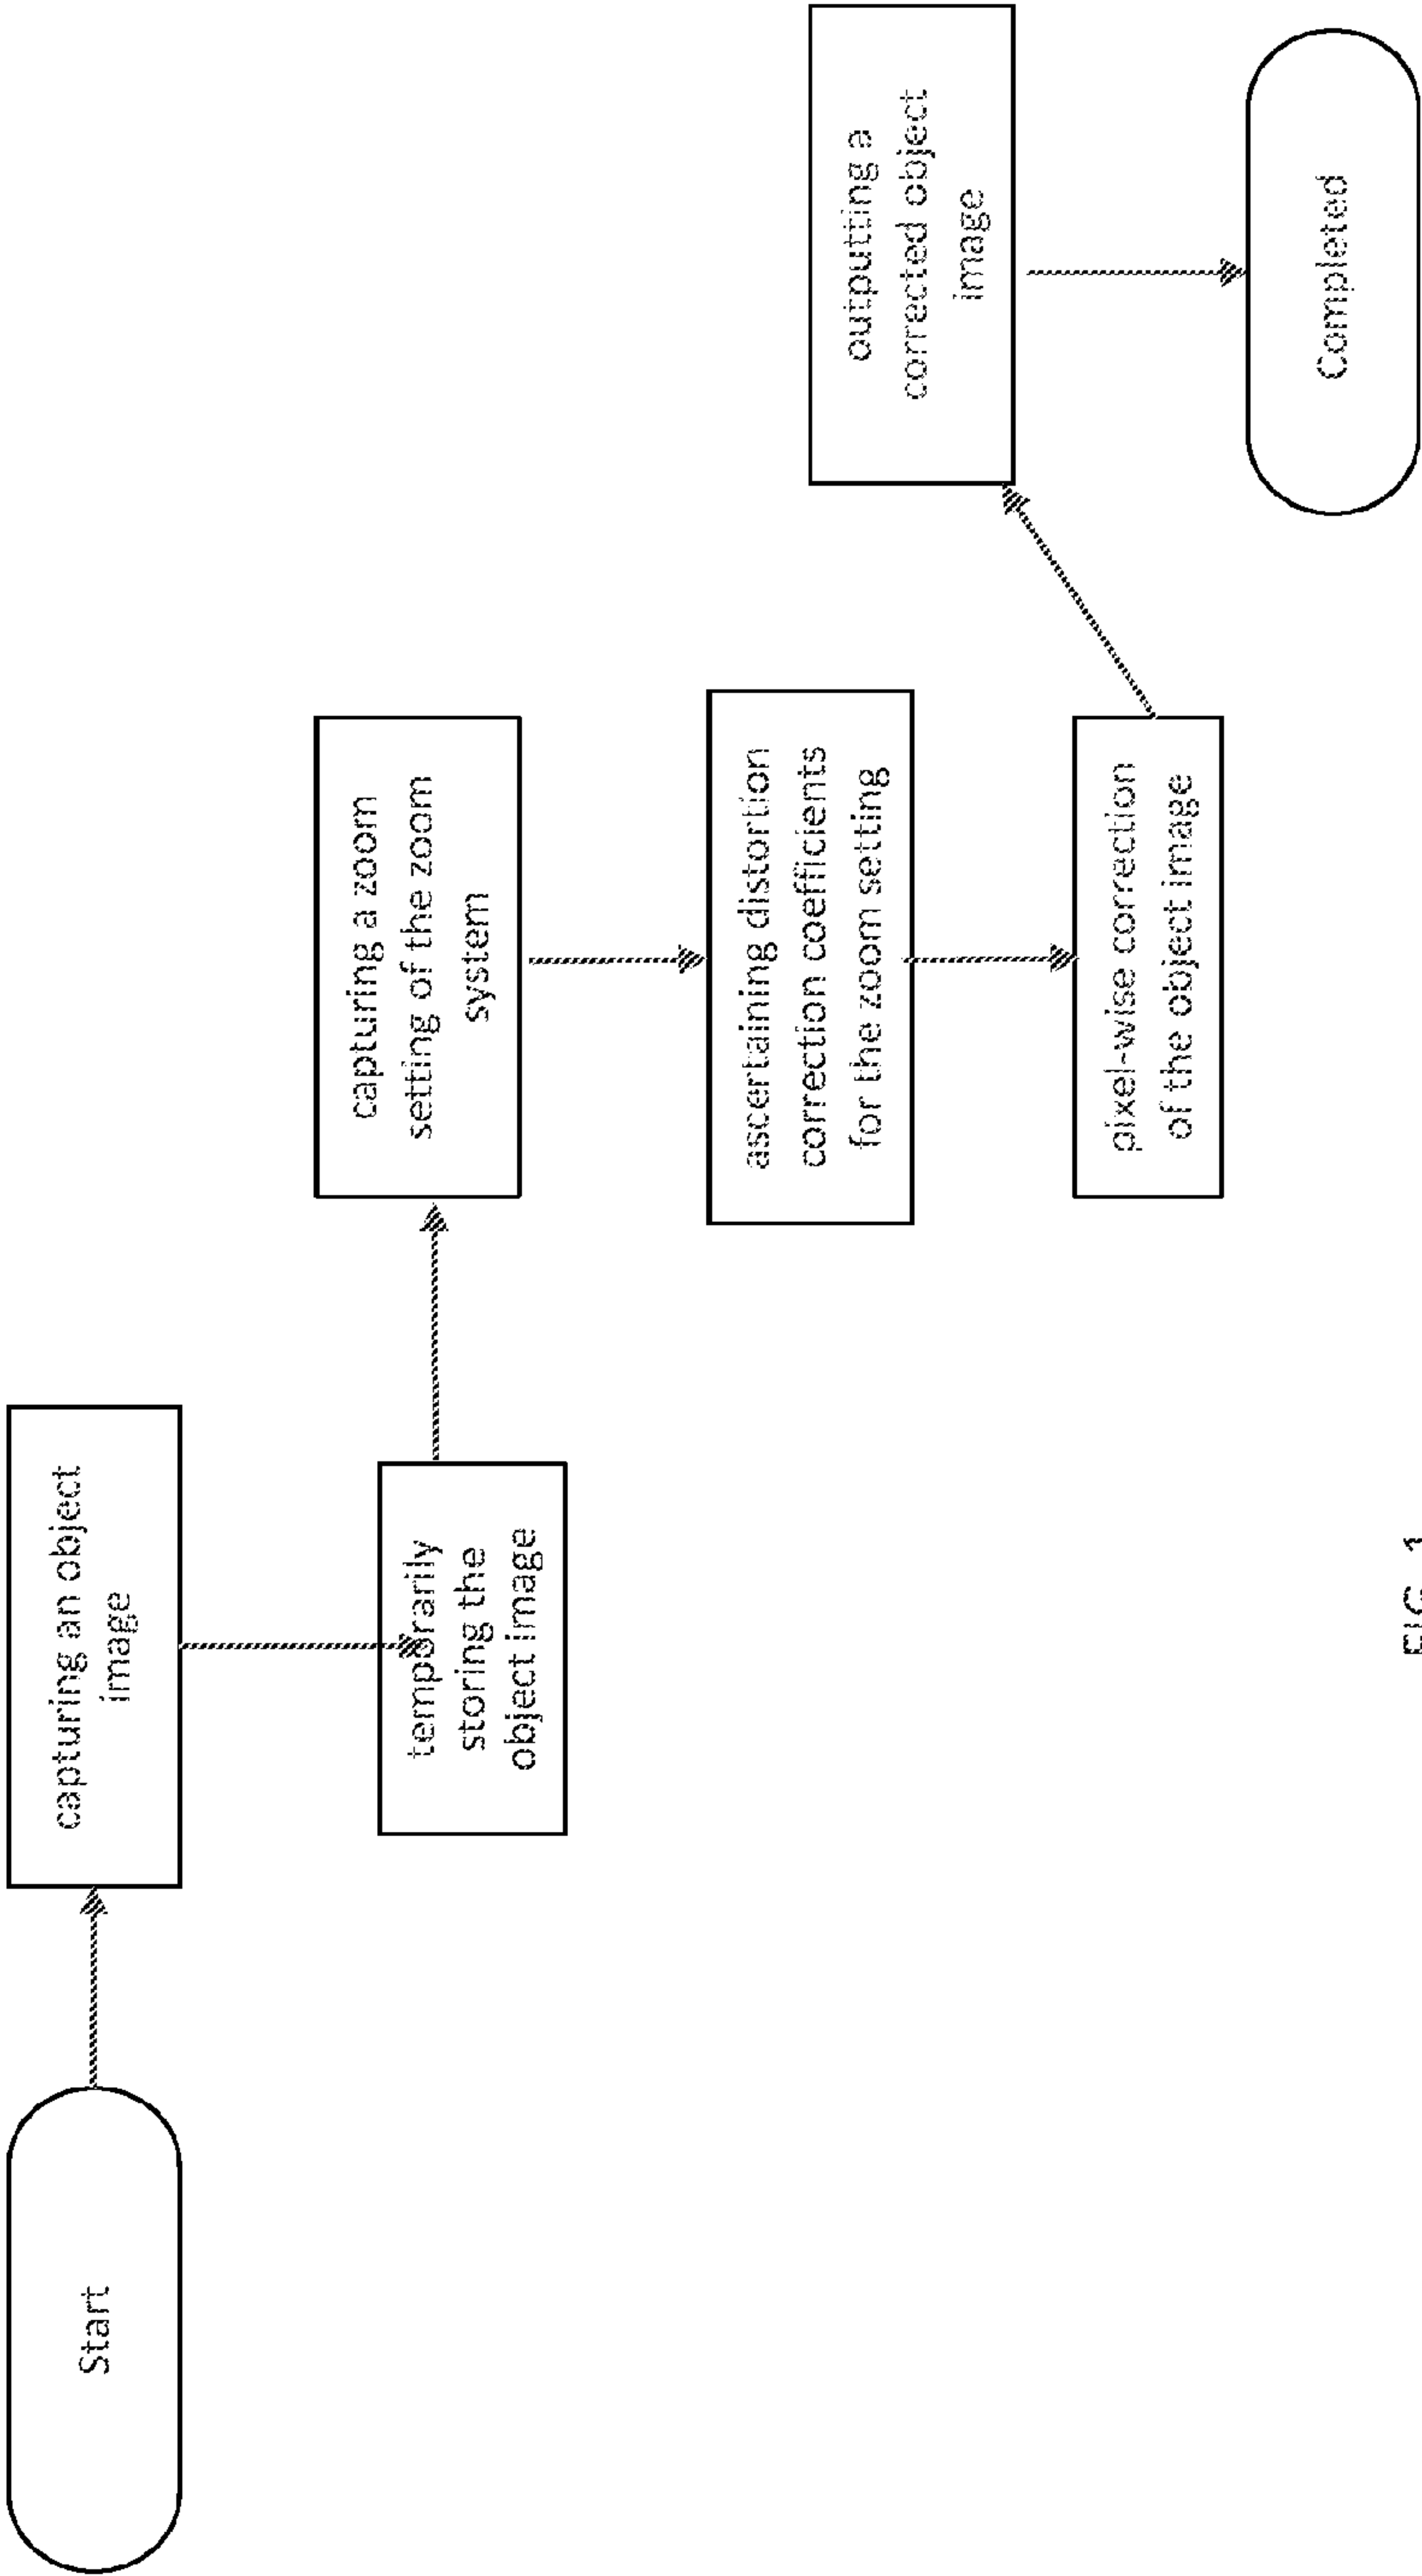 Start
capturing an object
image
temporarily
storing the
object image
capturing a zoom
setting of the zoom
system
ascertaining distortion
correction coefficients
for the zoom setting
pixel-wise correction
of the object image
outputting a
corrected object
image
Completed
FIG. 1